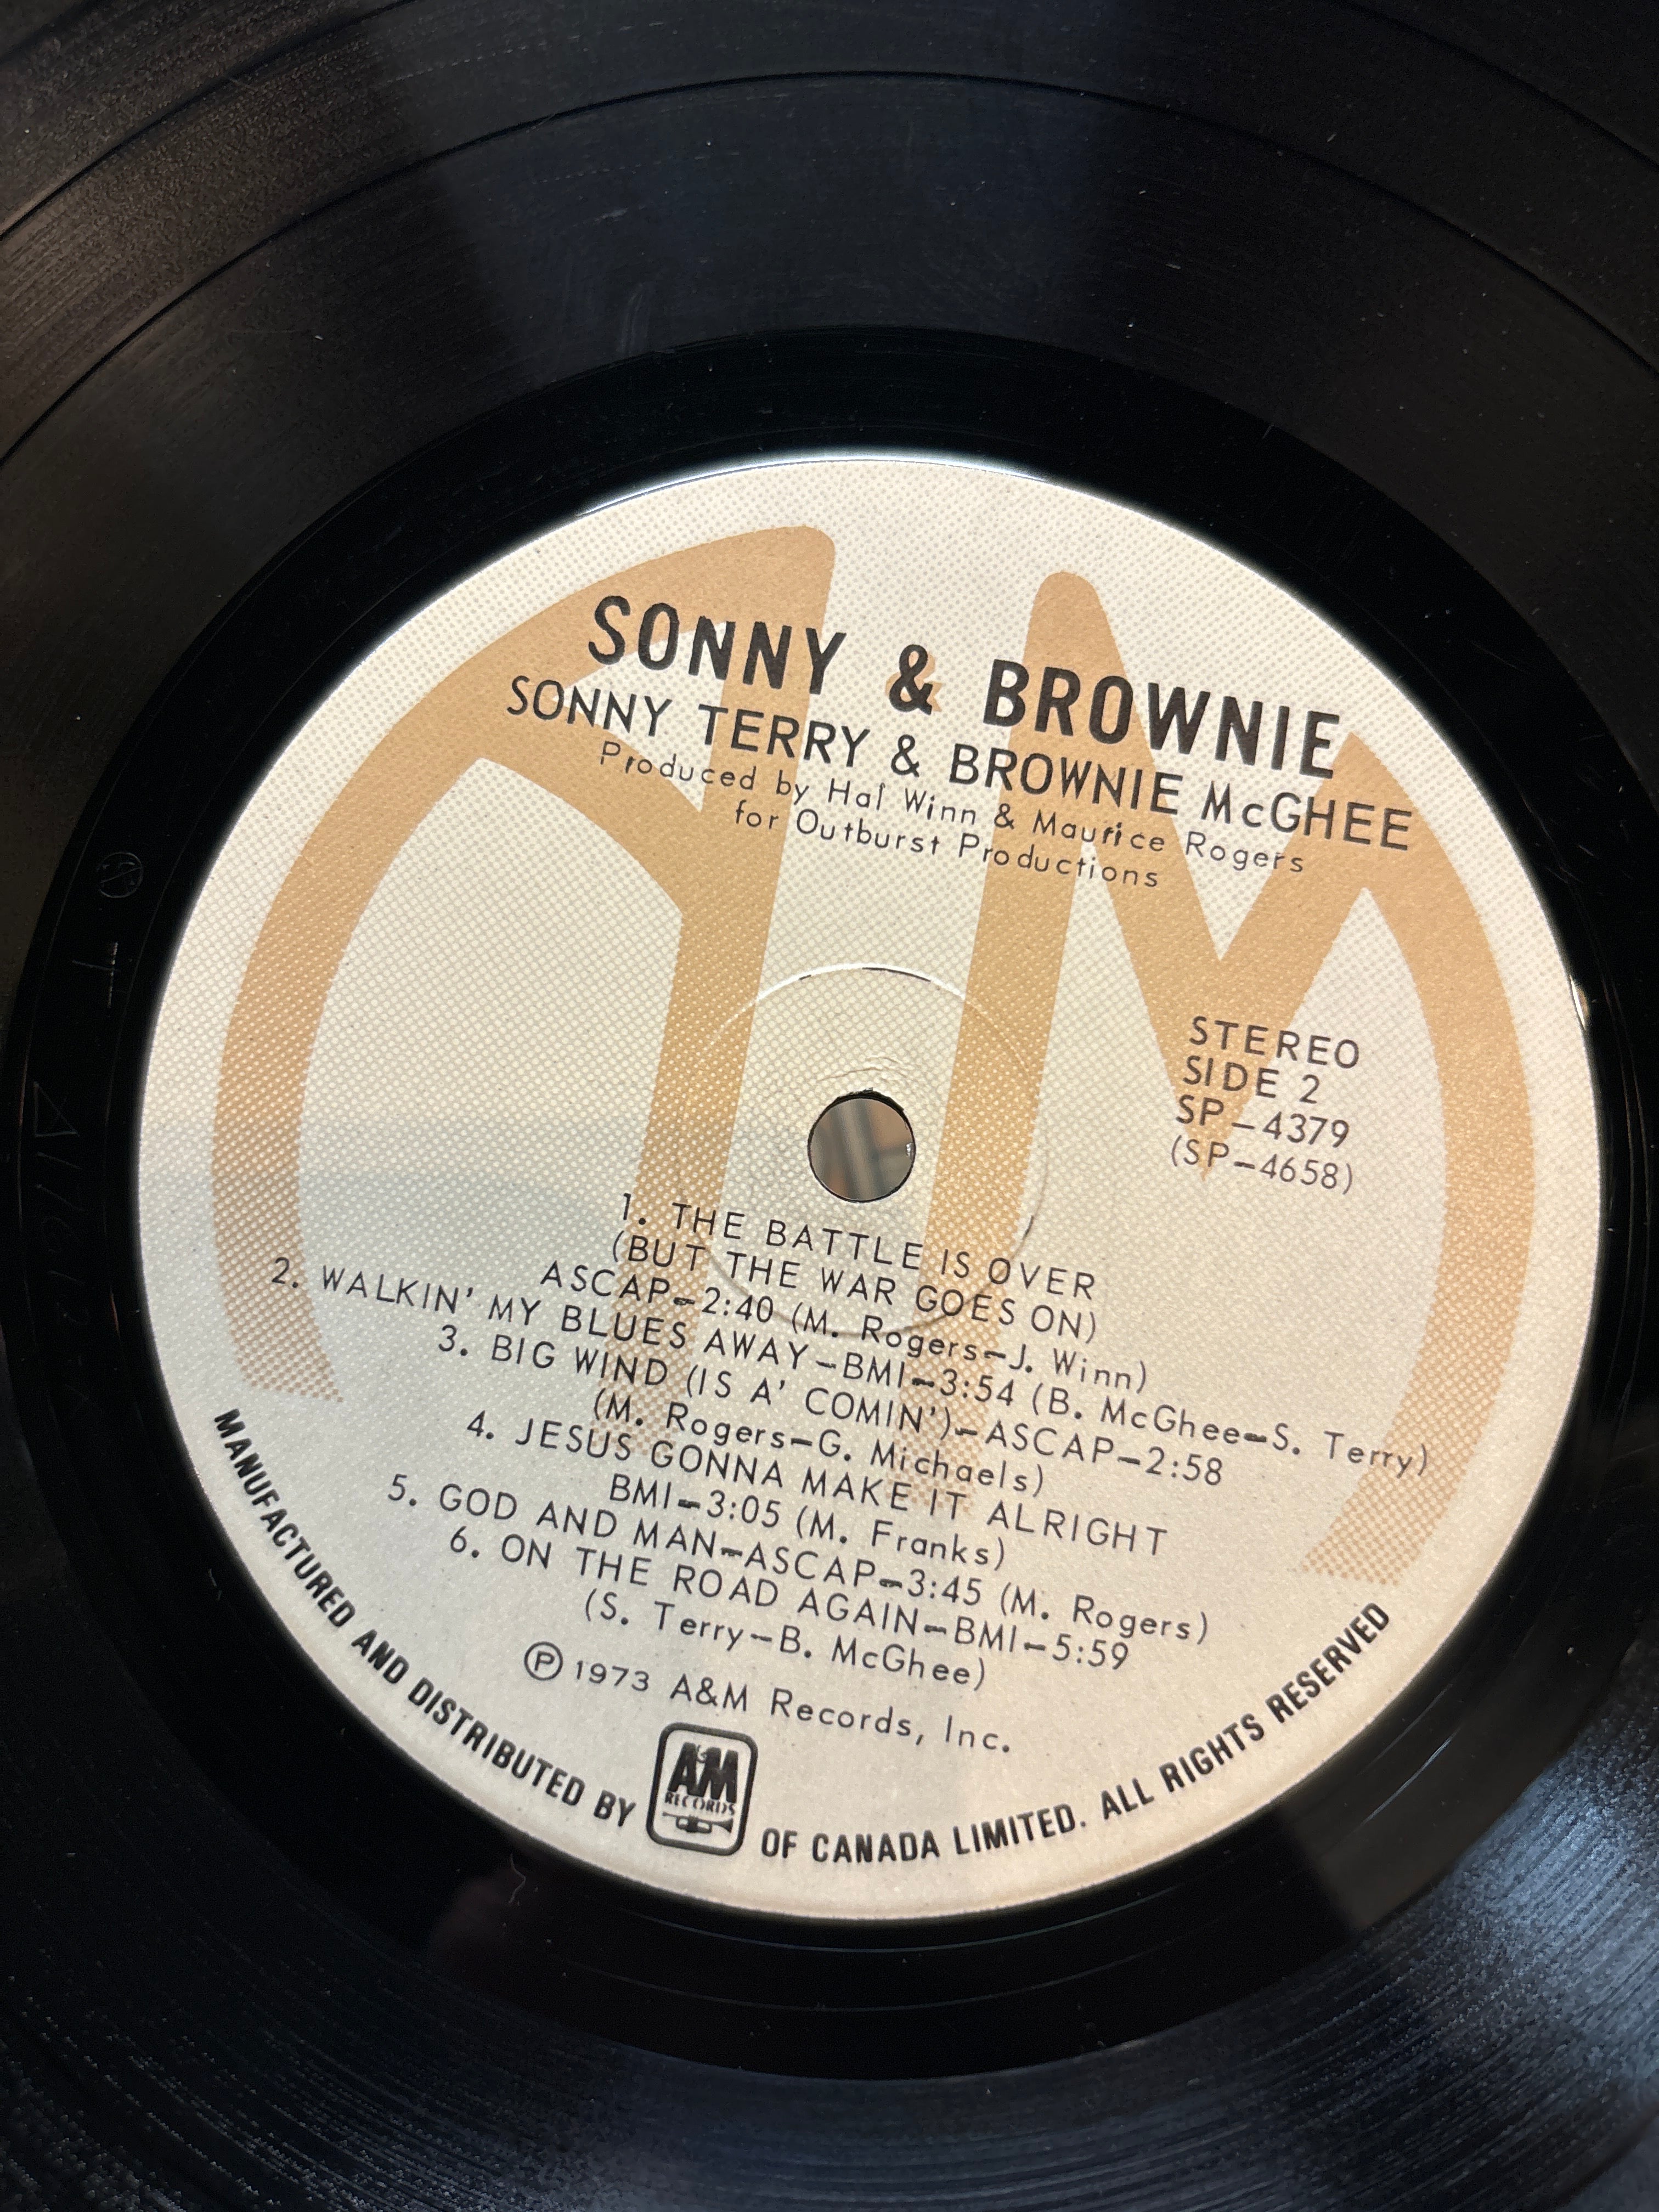 SONNY & BROWNIE
SONNY TERRY & BROWNIE McGHEE
Produced by Hal Winn & Maurice Rogers
for Outburst Productions
STEREO
SIDE 2
SP-4379
(SP-4658)
1. THE BATTLE IS OVER
(BUT THE WAR GOES ON)
ASCAP-2:40 (M. Rogers-J. Winn)
2. WALKIN' MY BLUES AWAY-BMI-3:54 (B. McGhee-S. Terry)
3. BIG WIND (IS A' COMIN')-ASCAP-2:58
(M. Rogers-G. Michaels)
4. JESUS GONNA MAKE IT ALRIGHT
BMI-3:05 (M. Franks)
5. GOD AND MAN-ASCAP-3:45 (M. Rogers)
6. ON THE ROAD AGAIN-BMI-5:59
(S. Terry-B. McGhee)
Ⓟ 1973 A&M Records, Inc.
MANUFACTURED AND DISTRIBUTED BY A&M RECORDS OF CANADA LIMITED. ALL RIGHTS RESERVED